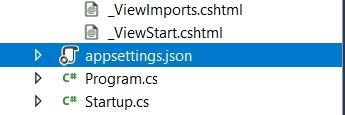 _ViewImports.cshtml
_ViewStart.cshtml
appsettings.json
C# Program.cs
C# Startup.cs